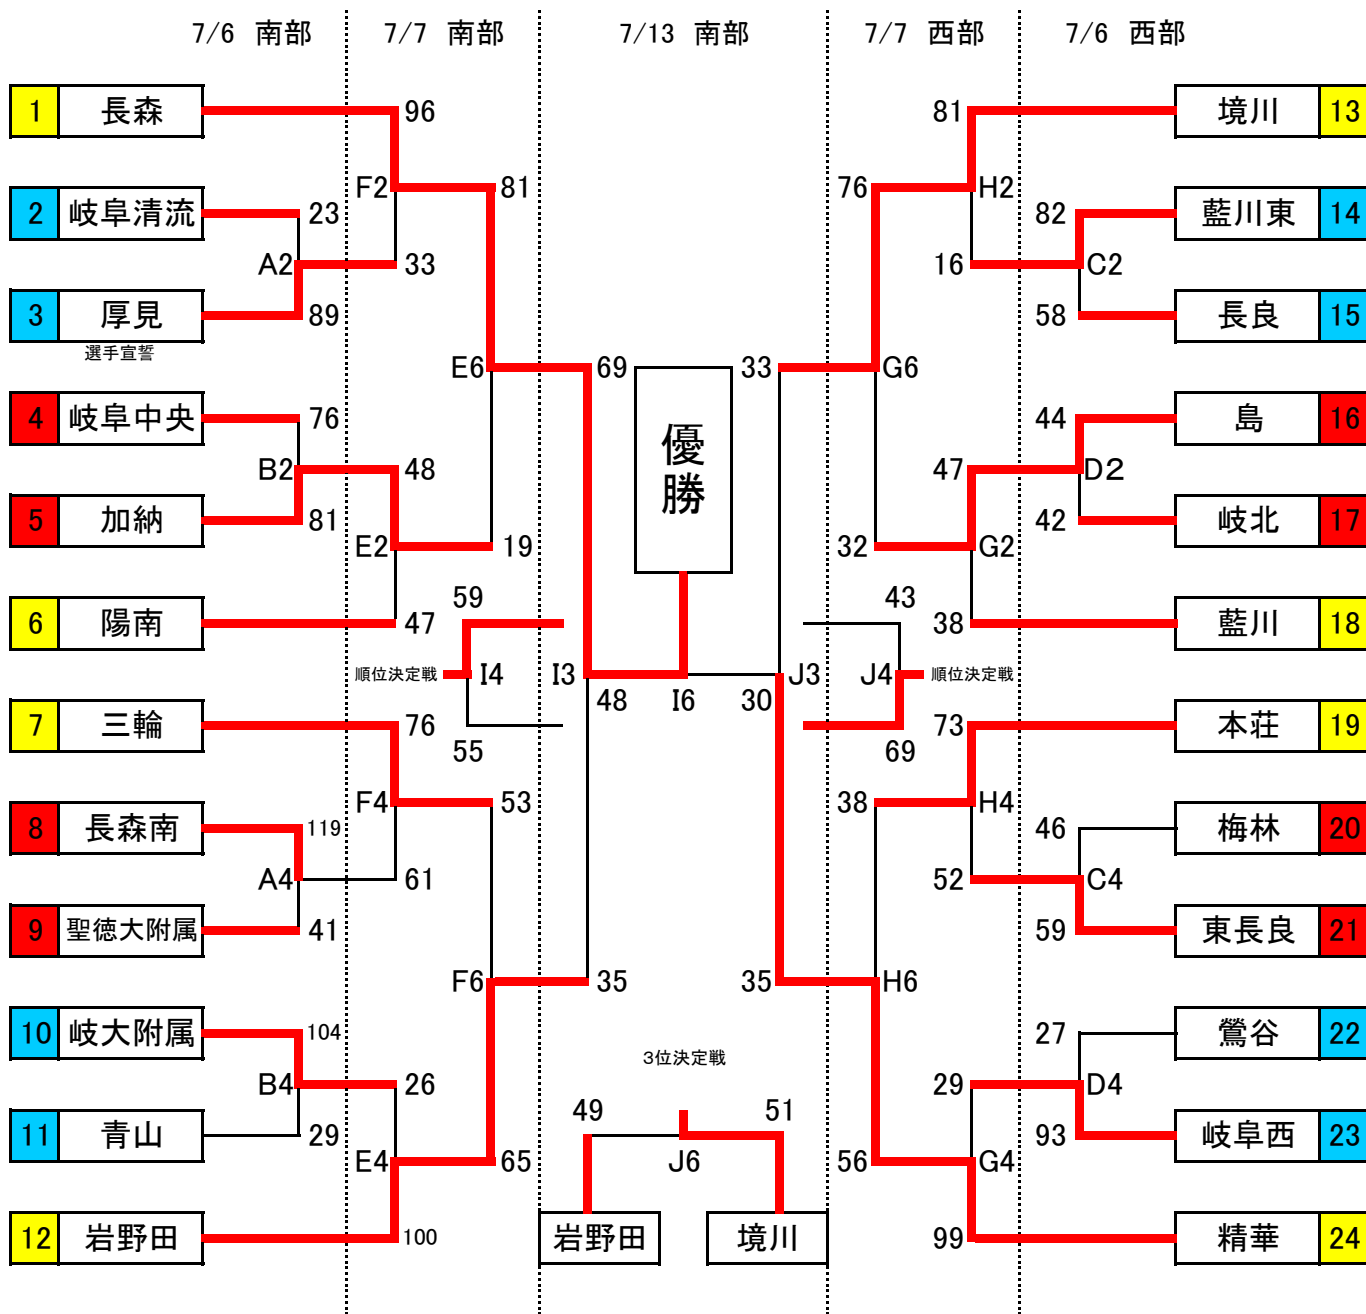 7/6 南部 7/7 南部 7/13 南部 7/7 西部 7/6 西部
1 長森 96 81 境川 13
F2 81 76 H2
2 岐阜清流 23 82 藍川東 14
A2 33 16 C2
3 厚見 89 58 長良 15
選手宣誓
E6 69 33 G6
4 岐阜中央 76 44 島 16
優勝
B2 48 47 D2
5 加納 81 42 岐北 17
E2 19 32 G2
59 43
6 陽南 47 38 藍川 18
順位決定戦 I4 I3 J3 J4 順位決定戦
48 I6 30
7 三輪 76 73 本荘 19
55 69
F4 53 38 H4
8 長森南 119 46 梅林 20
A4 61 52 C4
9 聖徳大附属 41 59 東長良 21
F6 35 35 H6
10 岐大附属 104 27 鶯谷 22
3位決定戦
B4 26 29 D4
49 51
11 青山 29 93 岐阜西 23
E4 65 J6 56 G4
12 岩野田 100 岩野田 境川 99 精華 24